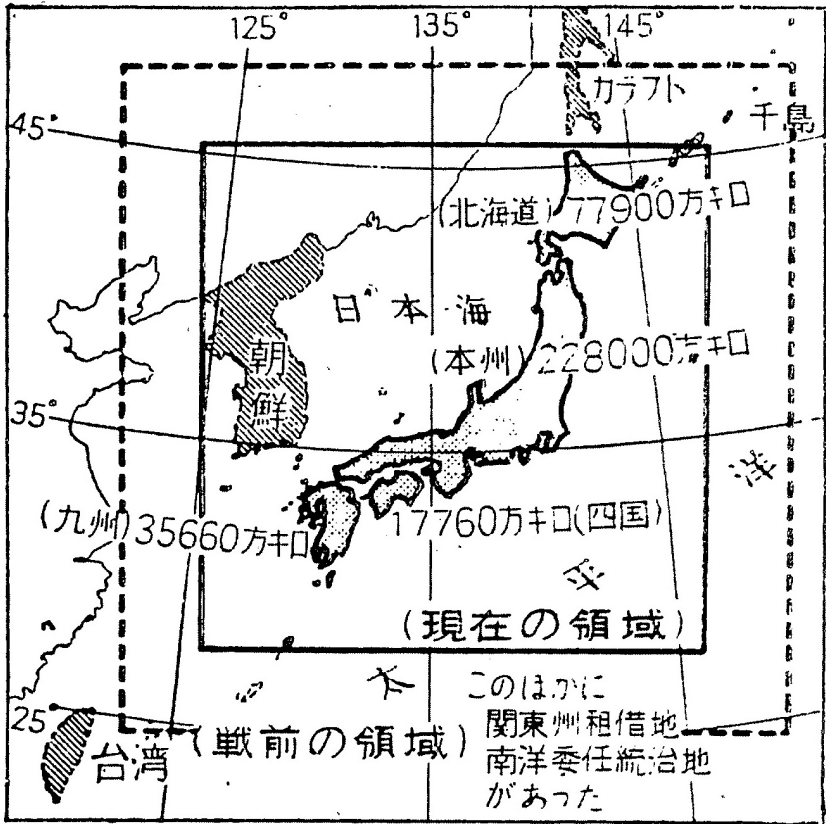 125° 135° 145°
カラフト
千島
45°
(北海道) 77900方キロ
日本海
(本州) 228000方キロ
朝鮮
35°
太平洋
(九州) 35660方キロ
17760方キロ(四国)
(現在の領域)
このほかに
関東州租借地
南洋委任統治地
があった
25°
(戦前の領域)
台湾